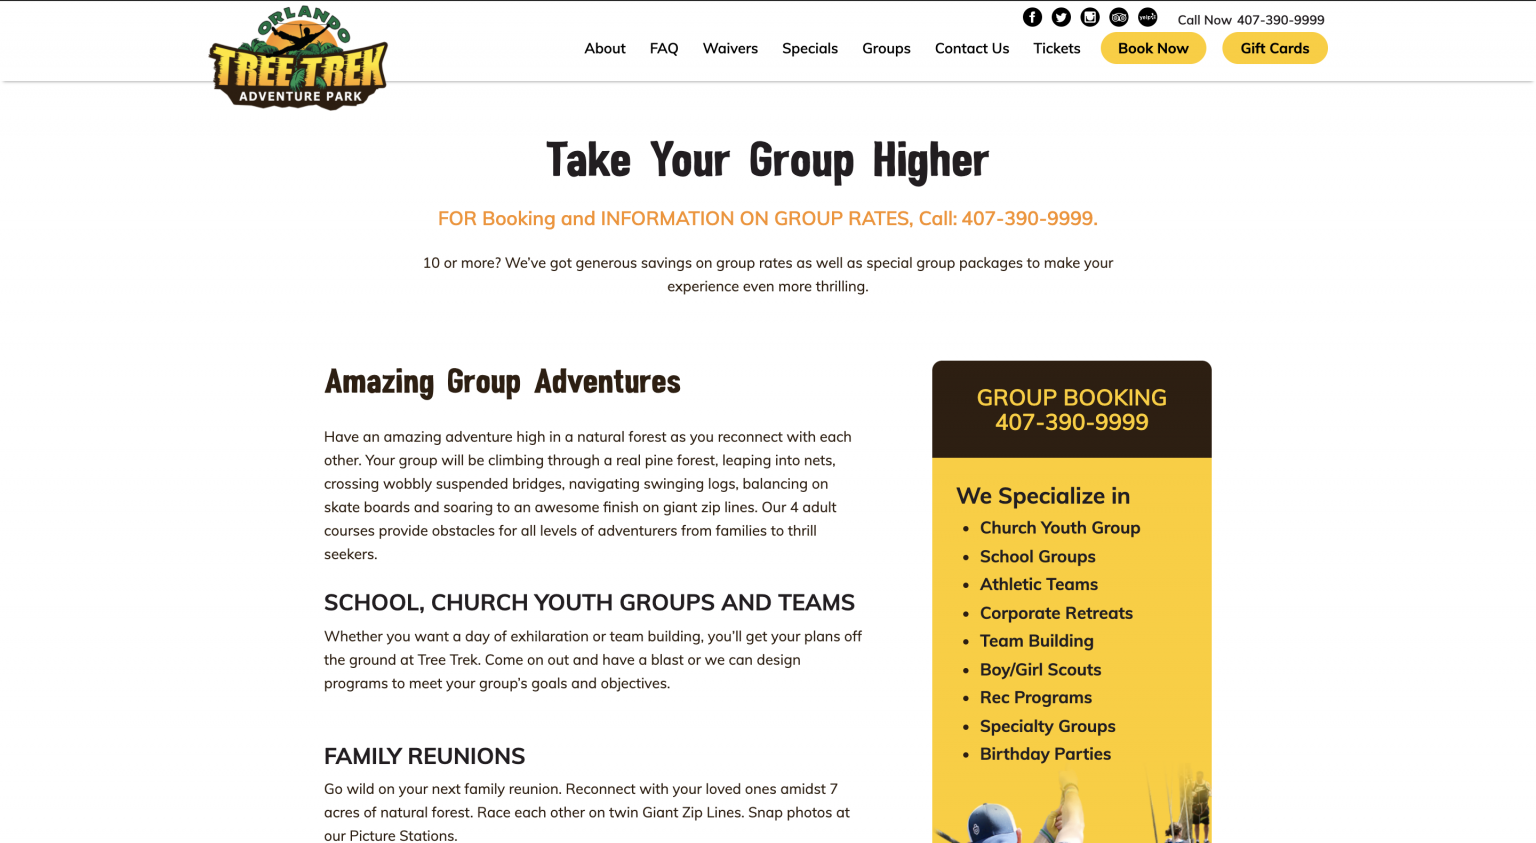 ORLANDO
TREE TREK
ADVENTURE PARK
yelp
Call Now 407-390-9999
About FAQ Waivers Specials Groups Contact Us Tickets Book Now Gift Cards
Take Your Group Higher
FOR Booking and INFORMATION ON GROUP RATES, Call: 407-390-9999.
10 or more? We’ve got generous savings on group rates as well as special group packages to make your
experience even more thrilling.
Amazing Group Adventures
Have an amazing adventure high in a natural forest as you reconnect with each
other. Your group will be climbing through a real pine forest, leaping into nets,
crossing wobbly suspended bridges, navigating swinging logs, balancing on
skate boards and soaring to an awesome finish on giant zip lines. Our 4 adult
courses provide obstacles for all levels of adventurers from families to thrill
seekers.
SCHOOL, CHURCH YOUTH GROUPS AND TEAMS
Whether you want a day of exhilaration or team building, you’ll get your plans off
the ground at Tree Trek. Come on out and have a blast or we can design
programs to meet your group’s goals and objectives.
FAMILY REUNIONS
Go wild on your next family reunion. Reconnect with your loved ones amidst 7
acres of natural forest. Race each other on twin Giant Zip Lines. Snap photos at
our Picture Stations.
GROUP BOOKING
407-390-9999
We Specialize in
• Church Youth Group
• School Groups
• Athletic Teams
• Corporate Retreats
• Team Building
• Boy/Girl Scouts
• Rec Programs
• Specialty Groups
• Birthday Parties